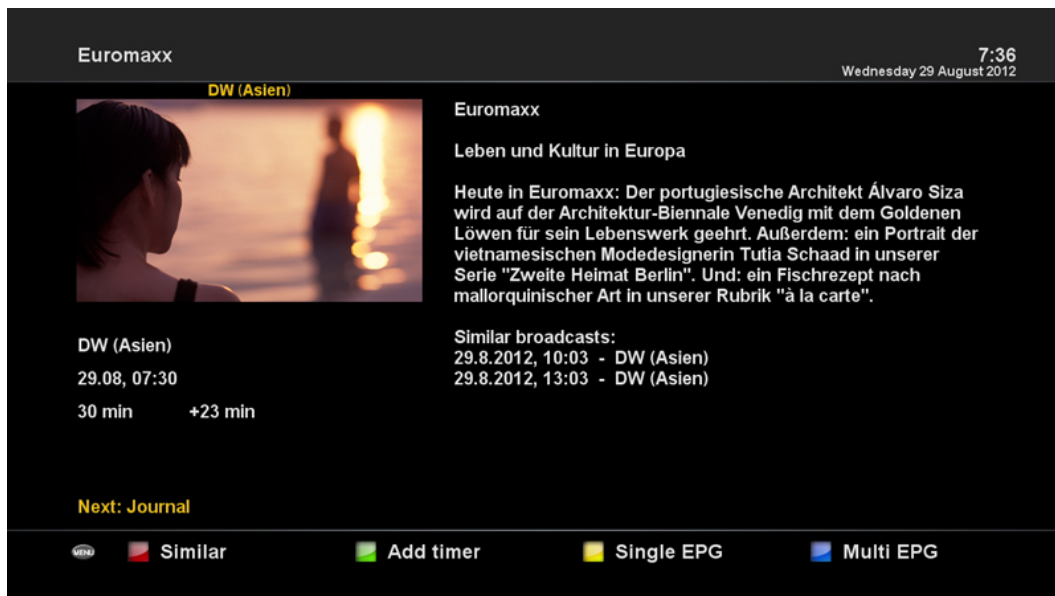 Euromaxx
7:36
Wednesday 29 August 2012
DW (Asien)
Euromaxx
Leben und Kultur in Europa
Heute in Euromaxx: Der portugiesische Architekt Álvaro Siza
wird auf der Architektur-Biennale Venedig mit dem Goldenen
Löwen für sein Lebenswerk geehrt. Außerdem: ein Portrait der
vietnamesischen Modedesignerin Tutia Schaad in unserer
Serie "Zweite Heimat Berlin". Und: ein Fischrezept nach
mallorquinischer Art in unserer Rubrik "à la carte".
Similar broadcasts:
29.8.2012, 10:03 - DW (Asien)
29.8.2012, 13:03 - DW (Asien)
DW (Asien)
29.08, 07:30
30 min +23 min
Next: Journal
MENU Similar Add timer Single EPG Multi EPG